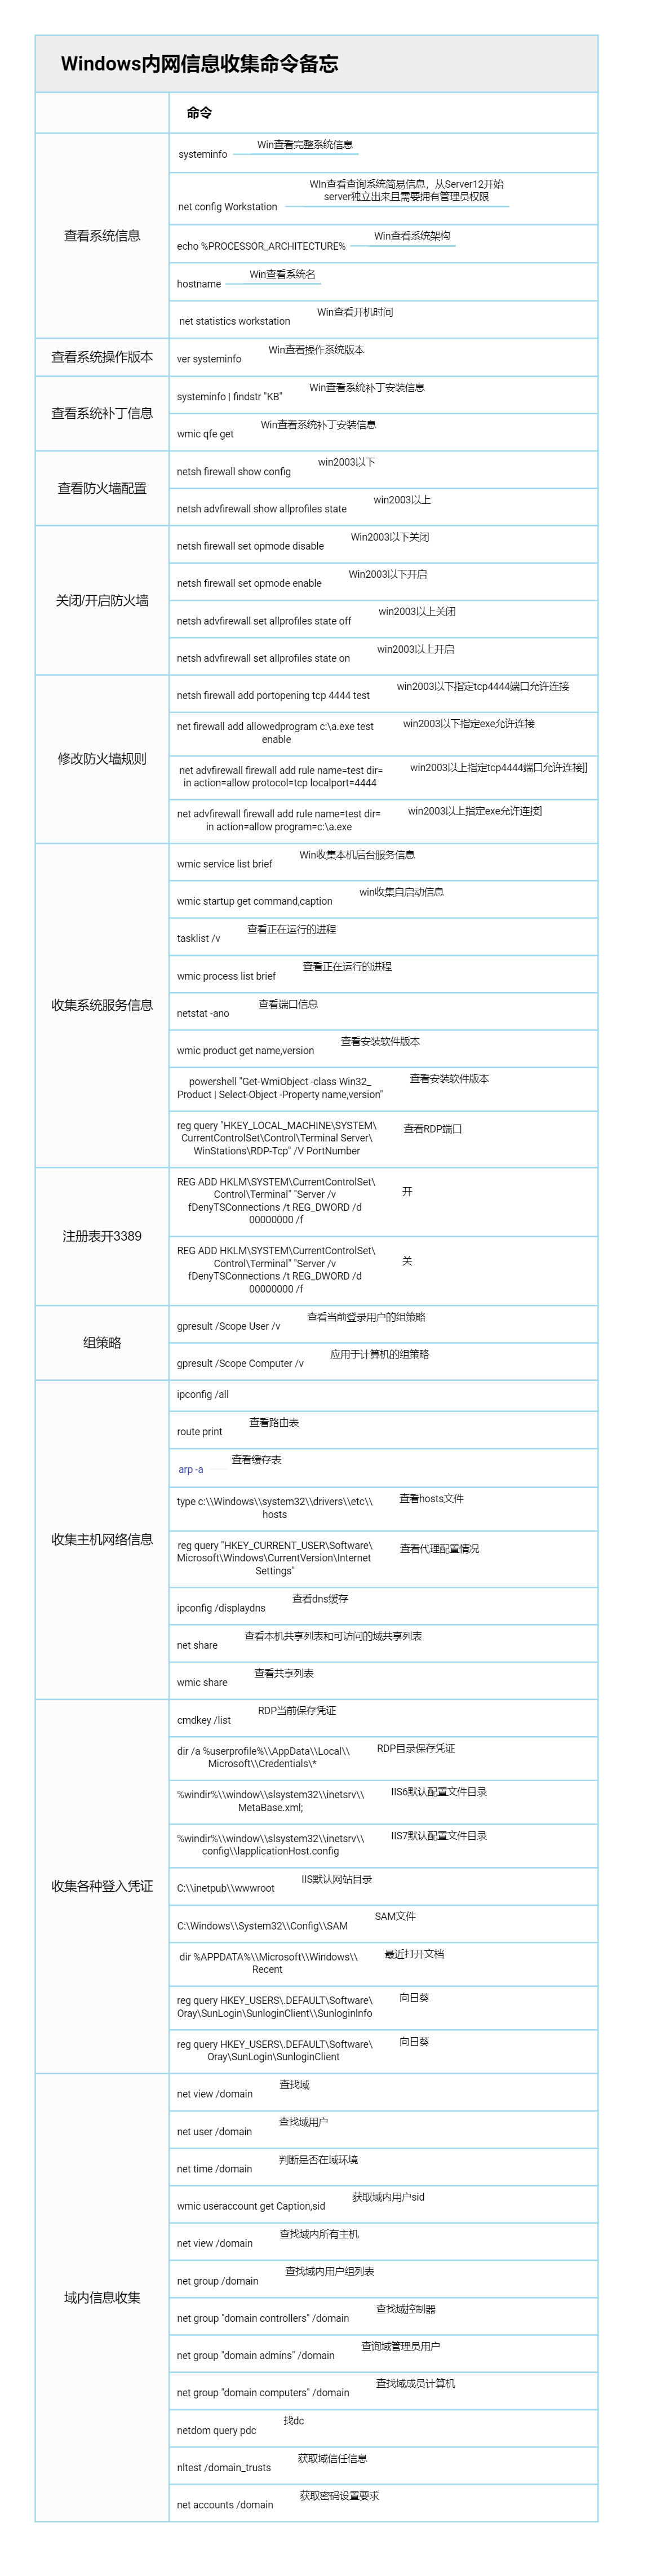 Windows内网信息收集命令备忘
命令
查看系统信息
systeminfo
Win查看完整系统信息
net config Workstation
WIn查看查询系统简易信息，从Server12开始
server独立出来且需要拥有管理员权限
echo %PROCESSOR_ARCHITECTURE%
Win查看系统架构
hostname
Win查看系统名
net statistics workstation
Win查看开机时间
查看系统操作版本
ver systeminfo
Win查看操作系统版本
查看系统补丁信息
systeminfo | findstr "KB"
Win查看系统补丁安装信息
wmic qfe get
Win查看系统补丁安装信息
查看防火墙配置
netsh firewall show config
win2003以下
netsh advfirewall show allprofiles state
win2003以上
关闭/开启防火墙
netsh firewall set opmode disable
Win2003以下关闭
netsh firewall set opmode enable
Win2003以下开启
netsh advfirewall set allprofiles state off
win2003以上关闭
netsh advfirewall set allprofiles state on
win2003以上开启
修改防火墙规则
netsh firewall add portopening tcp 4444 test
win2003以下指定tcp4444端口允许连接
net firewall add allowedprogram c:\a.exe test
enable
win2003以下指定exe允许连接
net advfirewall firewall add rule name=test dir=
in action=allow protocol=tcp localport=4444
win2003以上指定tcp4444端口允许连接]]
net advfirewall firewall add rule name=test dir=
in action=allow program=c:\a.exe
win2003以上指定exe允许连接]
收集系统服务信息
wmic service list brief
Win收集本机后台服务信息
wmic startup get command,caption
win收集自启动信息
tasklist /v
查看正在运行的进程
wmic process list brief
查看正在运行的进程
netstat -ano
查看端口信息
wmic product get name,version
查看安装软件版本
powershell "Get-WmiObject -class Win32_
Product | Select-Object -Property name,version"
查看安装软件版本
reg query "HKEY_LOCAL_MACHINE\SYSTEM\
CurrentControlSet\Control\Terminal Server\
WinStations\RDP-Tcp" /V PortNumber
查看RDP端口
注册表开3389
REG ADD HKLM\SYSTEM\CurrentControlSet\
Control\Terminal" "Server /v
fDenyTSConnections /t REG_DWORD /d
00000000 /f
开
REG ADD HKLM\SYSTEM\CurrentControlSet\
Control\Terminal" "Server /v
fDenyTSConnections /t REG_DWORD /d
00000000 /f
关
组策略
gpresult /Scope User /v
查看当前登录用户的组策略
gpresult /Scope Computer /v
应用于计算机的组策略
收集主机网络信息
ipconfig /all
route print
查看路由表
arp -a
查看缓存表
type c:\\Windows\\system32\\drivers\\etc\\
hosts
查看hosts文件
reg query "HKEY_CURRENT_USER\Software\
Microsoft\Windows\CurrentVersion\Internet
Settings"
查看代理配置情况
ipconfig /displaydns
查看dns缓存
net share
查看本机共享列表和可访问的域共享列表
wmic share
查看共享列表
收集各种登入凭证
cmdkey /list
RDP当前保存凭证
dir /a %userprofile%\\AppData\\Local\\
Microsoft\\Credentials\*
RDP目录保存凭证
%windir%\\window\\slsystem32\\inetsrv\\
MetaBase.xml;
IIS6默认配置文件目录
%windir%\\window\\slsystem32\\inetsrv\\
config\\lapplicationHost.config
IIS7默认配置文件目录
C:\\inetpub\\wwwroot
IIS默认网站目录
C:\Windows\\System32\\Config\\SAM
SAM文件
dir %APPDATA%\\Microsoft\\Windows\\
Recent
最近打开文档
reg query HKEY_USERS\.DEFAULT\Software\
Oray\SunLogin\SunloginClient\\SunloginInfo
向日葵
reg query HKEY_USERS\.DEFAULT\Software\
Oray\SunLogin\SunloginClient
向日葵
域内信息收集
net view /domain
查找域
net user /domain
查找域用户
net time /domain
判断是否在域环境
wmic useraccount get Caption,sid
获取域内用户sid
net view /domain
查找域内所有主机
net group /domain
查找域内用户组列表
net group "domain controllers" /domain
查找域控制器
net group "domain admins" /domain
查询域管理员用户
net group "domain computers" /domain
查找域成员计算机
netdom query pdc
找dc
nltest /domain_trusts
获取域信任信息
net accounts /domain
获取密码设置要求